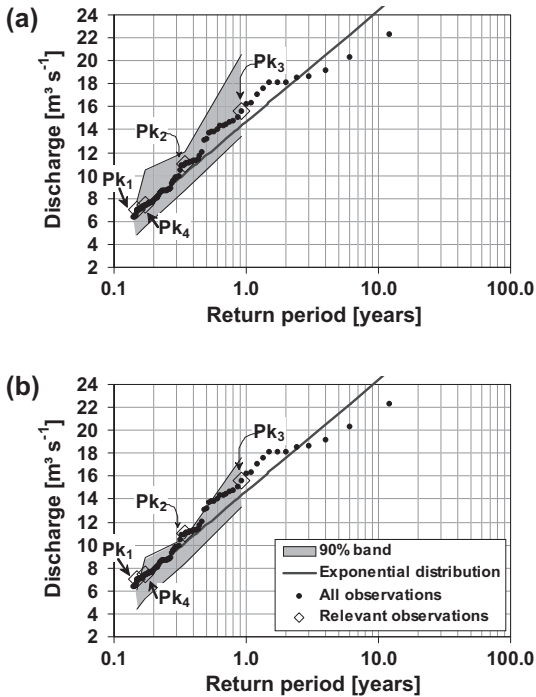 (a)
Discharge [m³ s⁻¹]
24
22
20
18
16
14
12
10
8
6
4
2
Pk₃
Pk₂
Pk₁
Pk₄
0.1 1.0 10.0 100.0
Return period [years]
(b)
Discharge [m³ s⁻¹]
24
22
20
18
16
14
12
10
8
6
4
2
Pk₃
Pk₂
Pk₁
Pk₄
90% band
Exponential distribution
All observations
Relevant observations
0.1 1.0 10.0 100.0
Return period [years]